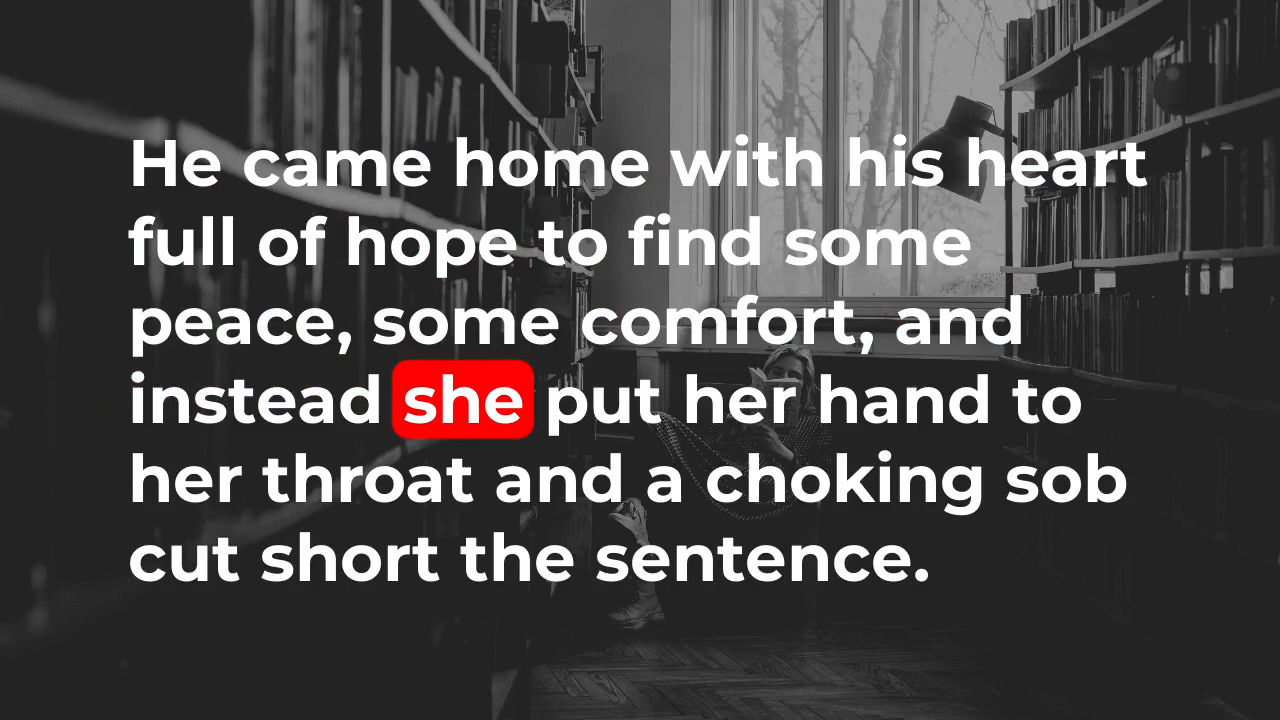 He came home with his heart
full of hope to find some
peace, some comfort, and
instead she put her hand to
her throat and a choking sob
cut short the sentence.